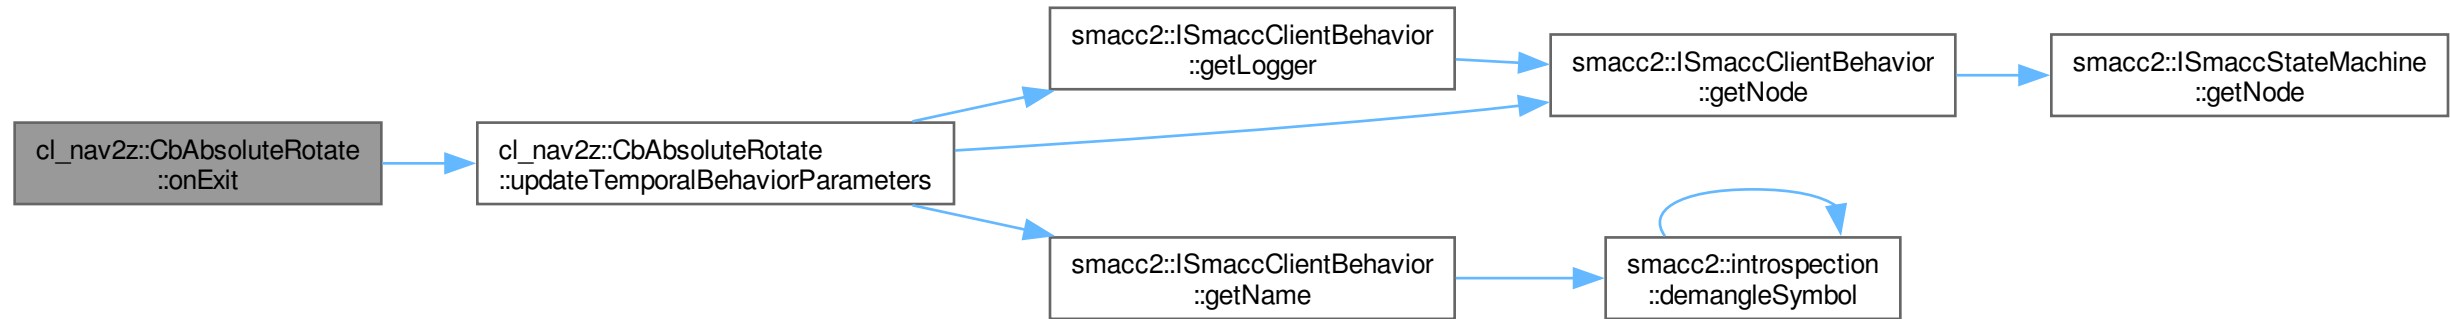 cl_nav2z::CbAbsoluteRotate
::onExit
cl_nav2z::CbAbsoluteRotate
::updateTemporalBehaviorParameters
smacc2::ISmaccClientBehavior
::getLogger
smacc2::ISmaccClientBehavior
::getNode
smacc2::ISmaccStateMachine
::getNode
smacc2::ISmaccClientBehavior
::getName
smacc2::introspection
::demangleSymbol